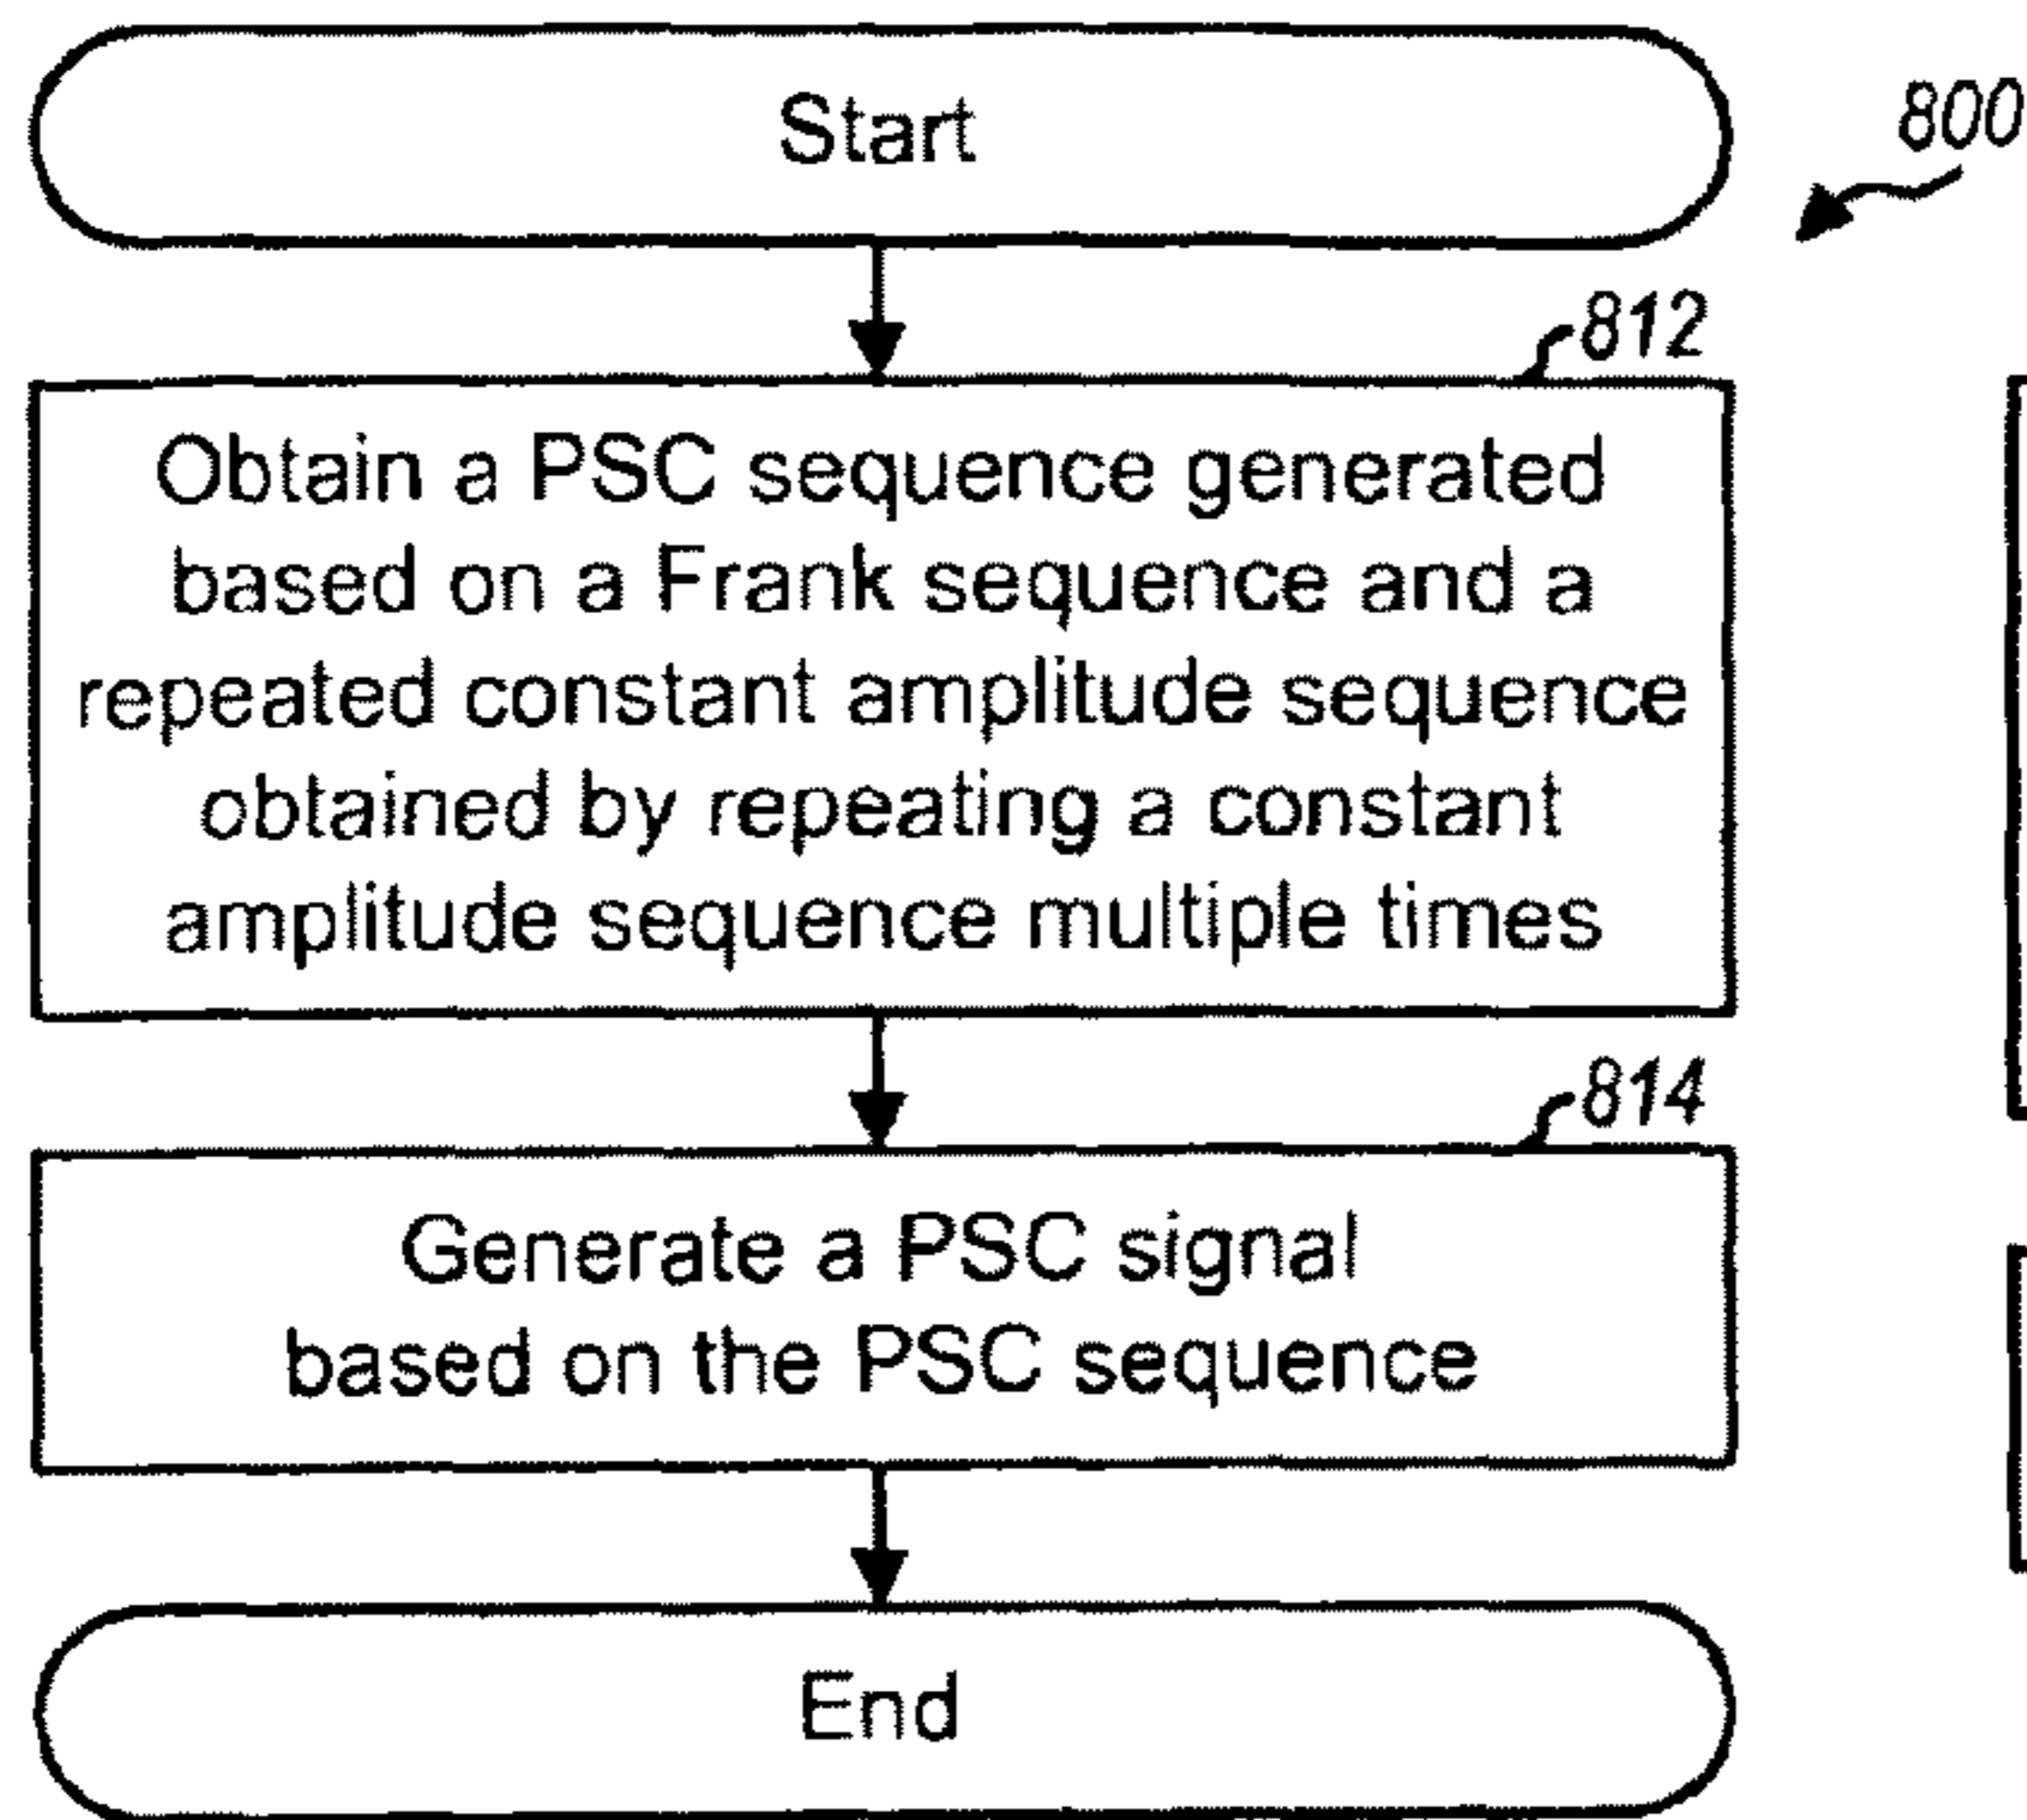 Start
800
812
Obtain a PSC sequence generated
based on a Frank sequence and a
repeated constant amplitude sequence
obtained by repeating a constant
amplitude sequence multiple times
814
Generate a PSC signal
based on the PSC sequence
End